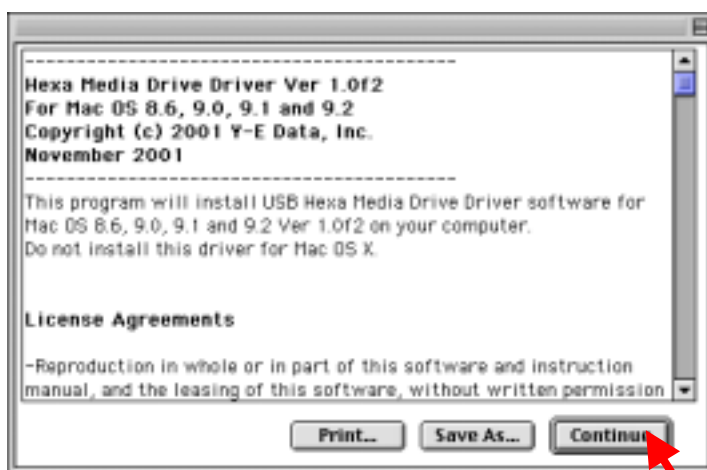 ------------------------------------------
Hexa Media Drive Driver Ver 1.0f2
For Mac OS 8.6, 9.0, 9.1 and 9.2
Copyright (c) 2001 Y-E Data, Inc.
November 2001
------------------------------------------
This program will install USB Hexa Media Drive Driver software for
Mac OS 8.6, 9.0, 9.1 and 9.2 Ver 1.0f2 on your computer.
Do not install this driver for Mac OS X.
License Agreements
-Reproduction in whole or in part of this software and instruction
manual, and the leasing of this software, without written permission
Print... Save As... Continue